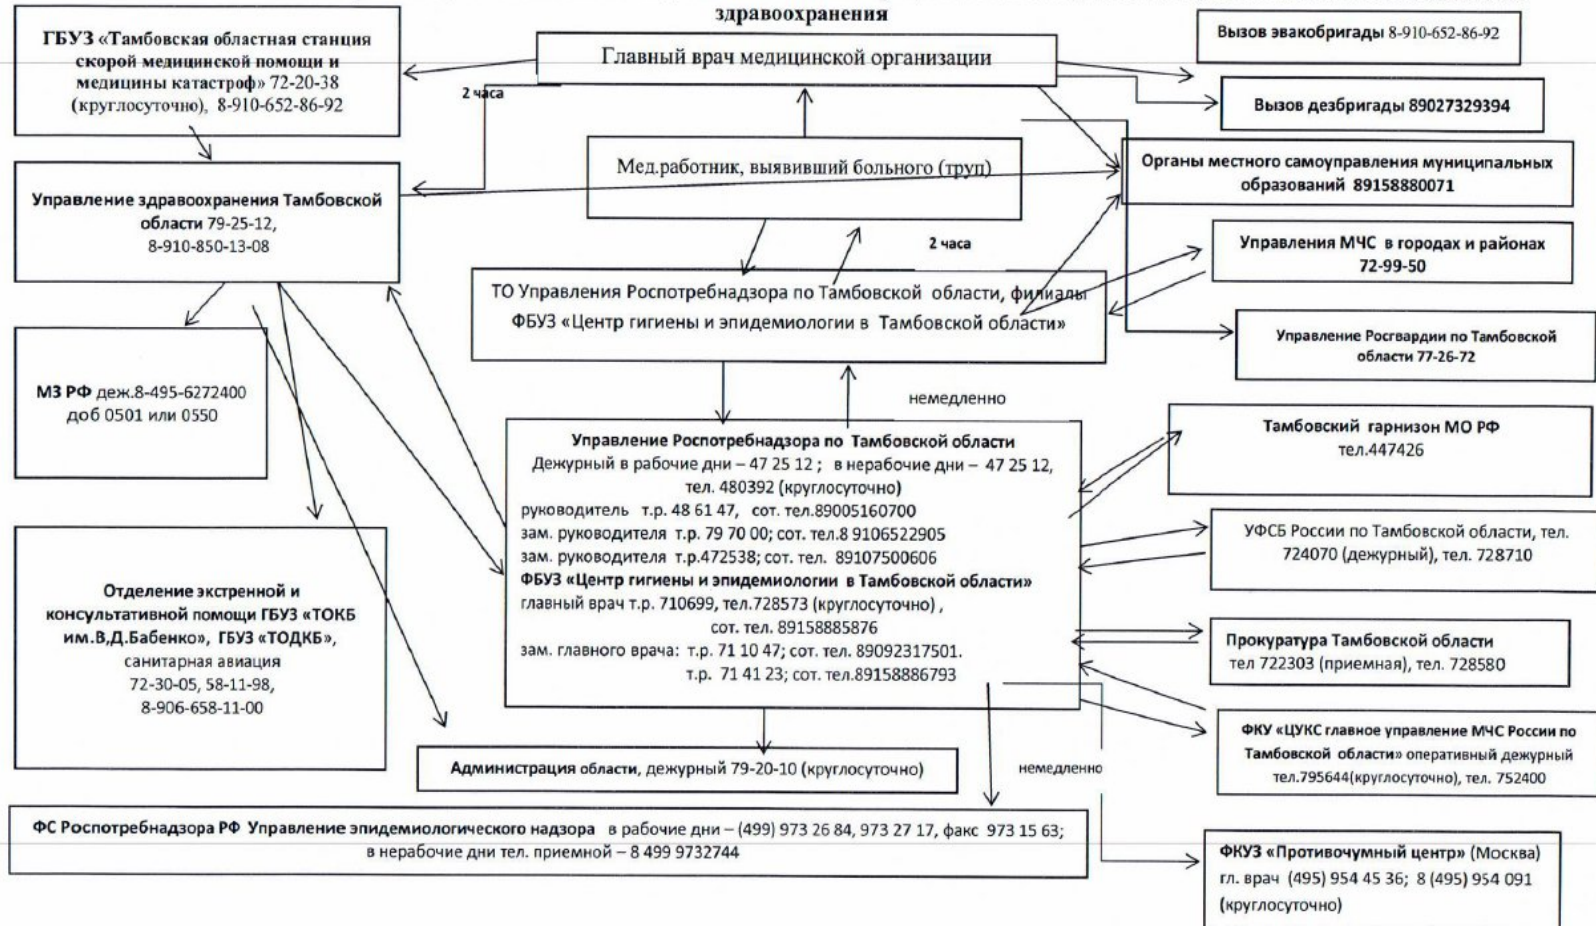 здравоохранения
ГБУЗ «Тамбовская областная станция
скорой медицинской помощи и
медицины катастроф» 72-20-38
(круглосуточно), 8-910-652-86-92
Главный врач медицинской организации
Вызов эвакобригады 8-910-652-86-92
2 часа
Вызов дезбригады 89027329394
Мед.работник, выявивший больного (труп)
Органы местного самоуправления муниципальных
образований 89158880071
Управление здравоохранения Тамбовской
области 79-25-12,
8-910-850-13-08
2 часа
Управления МЧС в городах и районах
72-99-50
ТО Управления Роспотребнадзора по Тамбовской области, филиалы
ФБУЗ «Центр гигиены и эпидемиологии в Тамбовской области»
Управление Росгвардии по Тамбовской
области 77-26-72
МЗ РФ деж.8-495-6272400
доб 0501 или 0550
немедленно
Управление Роспотребнадзора по Тамбовской области
Дежурный в рабочие дни – 47 25 12 ; в нерабочие дни – 47 25 12,
тел. 480392 (круглосуточно)
руководитель т.р. 48 61 47, сот. тел.89005160700
зам. руководителя т.р. 79 70 00; сот. тел.8 9106522905
зам. руководителя т.р.472538; сот. тел. 89107500606
ФБУЗ «Центр гигиены и эпидемиологии в Тамбовской области»
главный врач т.р. 710699, тел.728573 (круглосуточно) ,
сот. тел. 89158885876
зам. главного врача: т.р. 71 10 47; сот. тел. 89092317501.
т.р. 71 41 23; сот. тел.89158886793
Тамбовский гарнизон МО РФ
тел.447426
УФСБ России по Тамбовской области, тел.
724070 (дежурный), тел. 728710
Отделение экстренной и
консультативной помощи ГБУЗ «ТОКБ
им.В,Д.Бабенко», ГБУЗ «ТОДКБ»,
санитарная авиация
72-30-05, 58-11-98,
8-906-658-11-00
Прокуратура Тамбовской области
тел 722303 (приемная), тел. 728580
ФКУ «ЦУКС главное управление МЧС России по
Тамбовской области» оперативный дежурный
тел.795644(круглосуточно), тел. 752400
Администрация области, дежурный 79-20-10 (круглосуточно)
немедленно
ФС Роспотребнадзора РФ Управление эпидемиологического надзора в рабочие дни – (499) 973 26 84, 973 27 17, факс 973 15 63;
в нерабочие дни тел. приемной – 8 499 9732744
ФКУЗ «Противочумный центр» (Москва)
гл. врач (495) 954 45 36; 8 (495) 954 091
(круглосуточно)